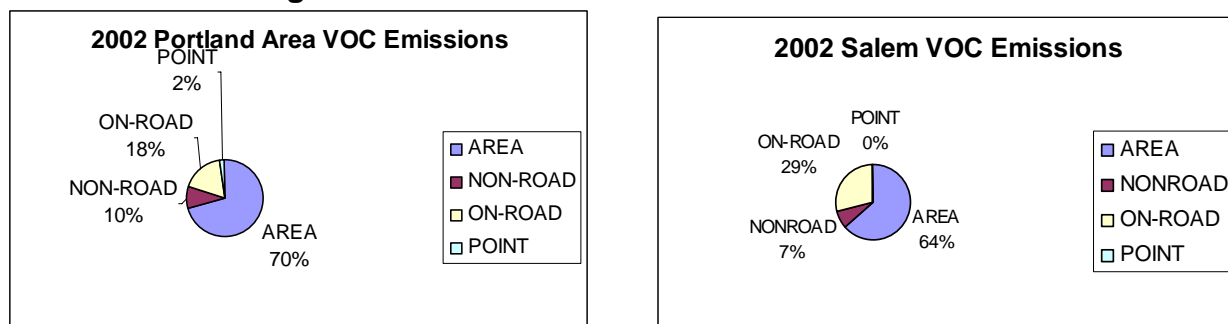 2002 Portland Area VOC Emissions
POINT
2%
ON-ROAD
18%
NON-ROAD
10%
AREA
70%
AREA
NON-ROAD
ON-ROAD
POINT
2002 Salem VOC Emissions
POINT
0%
ON-ROAD
29%
NONROAD
7%
AREA
64%
AREA
NONROAD
ON-ROAD
POINT